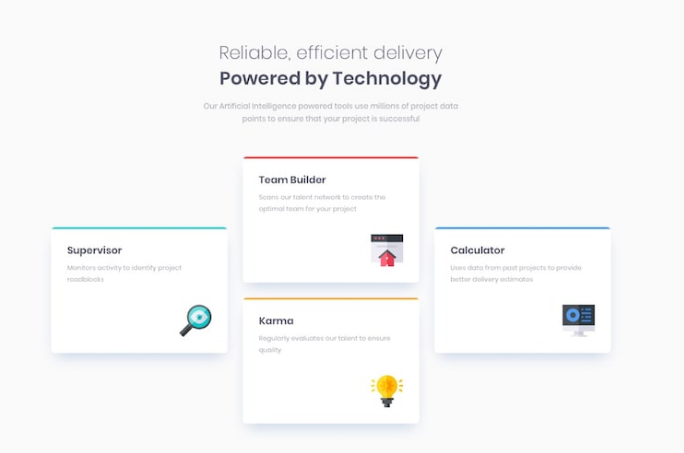 Reliable, efficient delivery
Powered by Technology
Our Artificial Intelligence powered tools use millions of project data
points to ensure that your project is successful
Team Builder
Scans our talent network to create the
optimal team for your project
Supervisor
Monitors activity to identify project
roadblocks
Calculator
Uses data from past projects to provide
better delivery estimates
Karma
Regularly evaluates our talent to ensure
quality